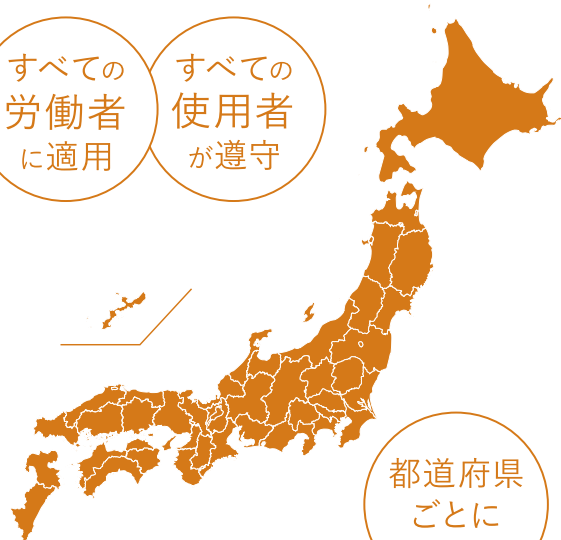 すべての
労働者
に適用
すべての
使用者
が遵守
都道府県
ごとに